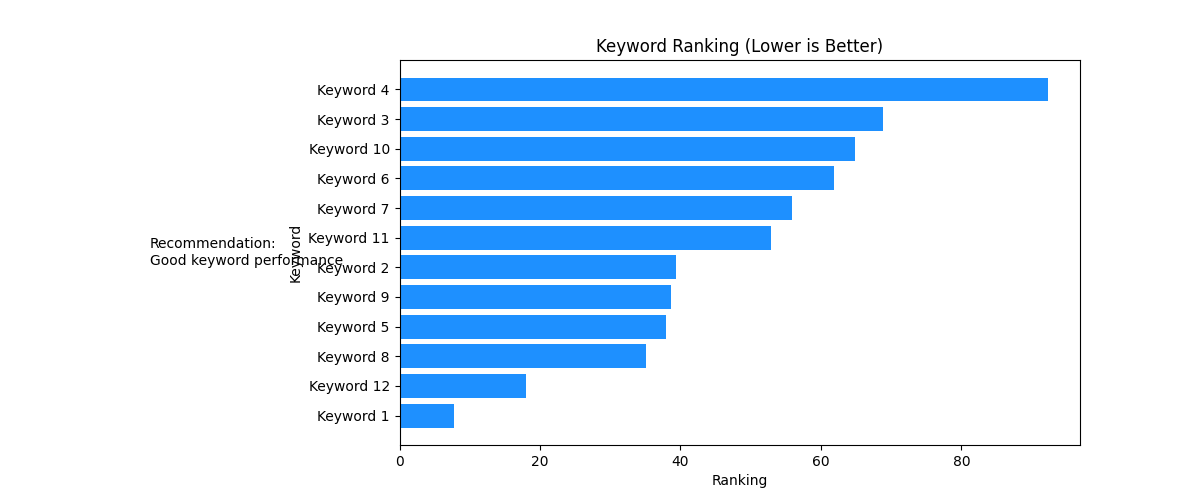 Keyword Ranking (Lower is Better)
Keyword 4
Keyword 3
Keyword 10
Keyword 6
Keyword 7
Keyword 11
Keyword 2
Keyword 9
Keyword 5
Keyword 8
Keyword 12
Keyword 1
Keyword
Recommendation:
Good keyword performance
0 20 40 60 80
Ranking